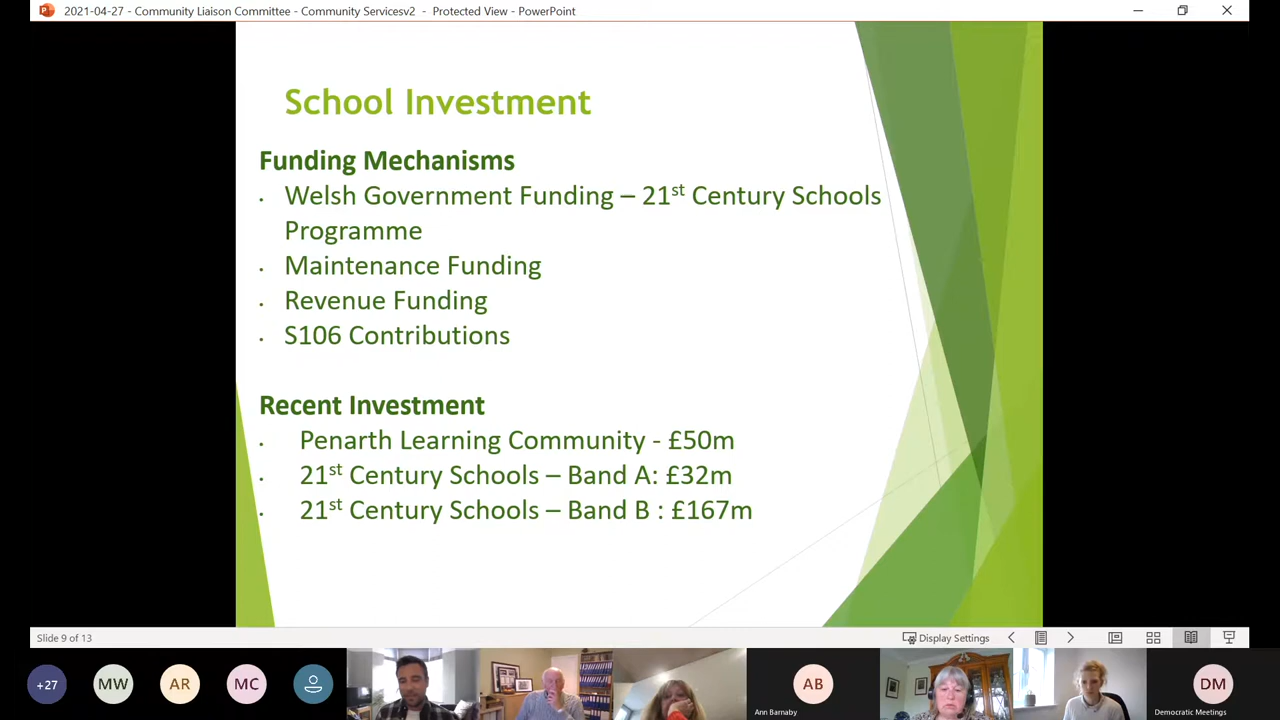 2021-04-27 - Community Liaison Committee - Community Servicesv2 - Protected View - PowerPoint
School Investment
Funding Mechanisms
• Welsh Government Funding – 21st Century Schools
Programme
• Maintenance Funding
• Revenue Funding
• S106 Contributions
Recent Investment
• Penarth Learning Community - £50m
• 21st Century Schools – Band A: £32m
• 21st Century Schools – Band B : £167m
Slide 9 of 13
Display Settings
+27
MW
AR
MC
AB
Ann Barnaby
DM
Democratic Meetings